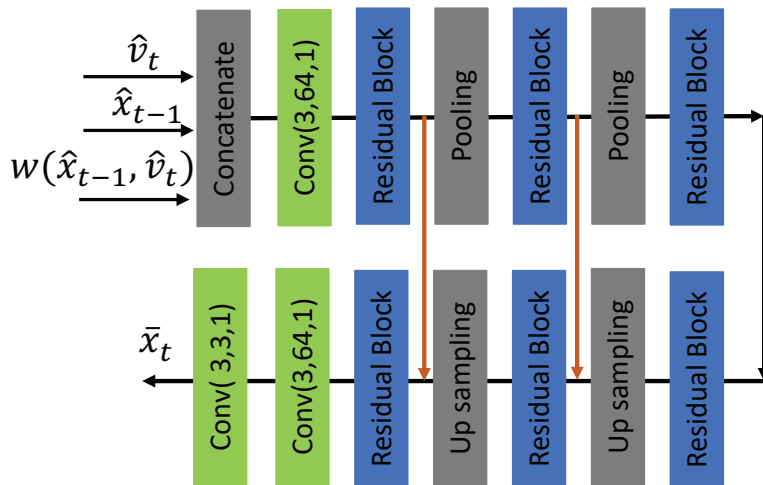 v̂_t
x̂_{t−1}
w(x̂_{t−1}, v̂_t)
Concatenate
Conv(3,64,1)
Residual Block
Pooling
Residual Block
Pooling
Residual Block
x̄_t
Conv( 3,3,1)
Conv(3,64,1)
Residual Block
Up sampling
Residual Block
Up sampling
Residual Block